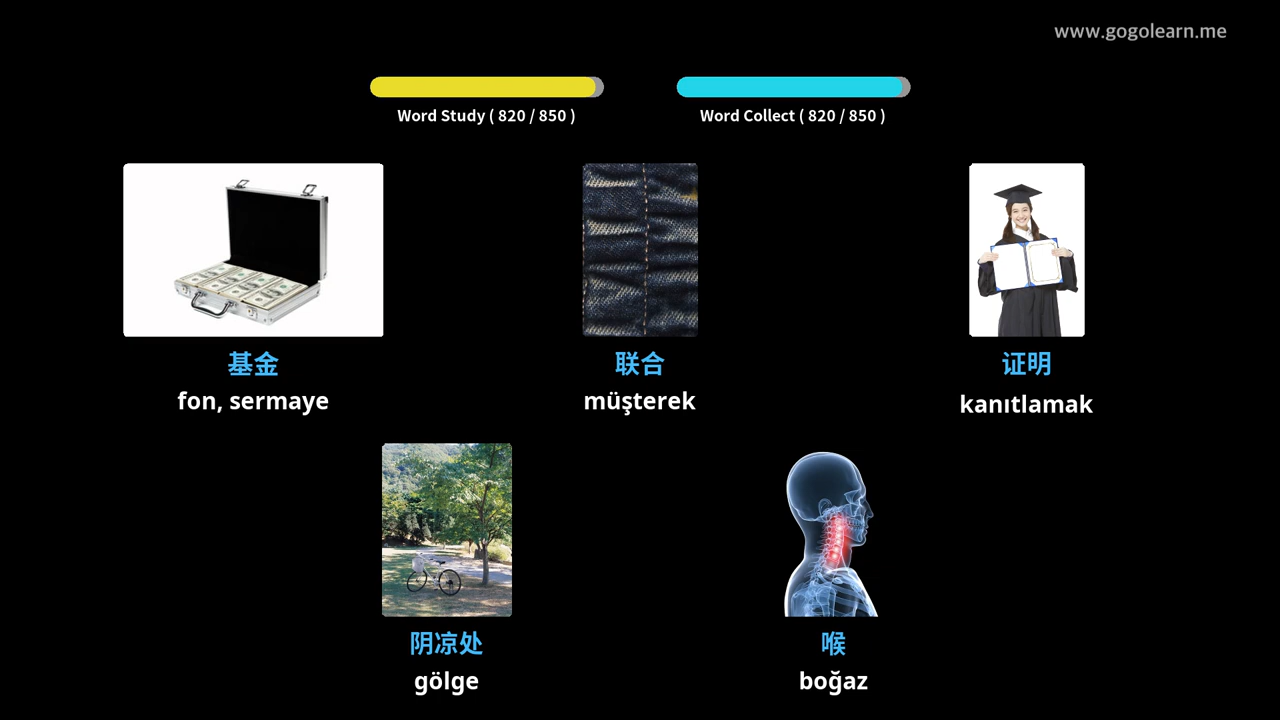 www.gogolearn.me
Word Study ( 820 / 850 )
Word Collect ( 820 / 850 )
基金
fon, sermaye
联合
müşterek
证明
kanıtlamak
阴凉处
gölge
喉
boğaz